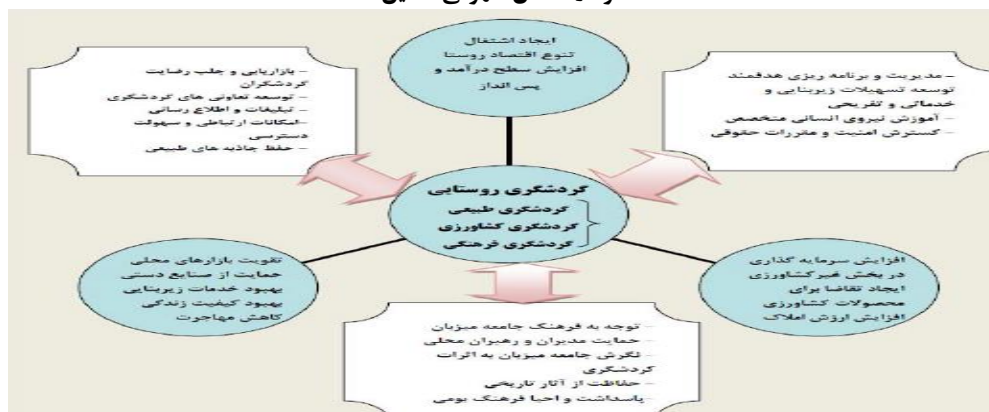 ایجاد اشتغال
تنوع اقتصاد روستا
افزایش سطح درآمد و
پس انداز
– مدیریت و برنامه ریزی هدفمند
توسعه تسهیلات زیربنایی و
خدماتی و تفریحی
– آموزش نیروی انسانی متخصص
– گسترش امنیت و مقررات حقوقی
– بازاریابی و جلب رضایت
گردشگران
– توسعه تعاونی های گردشگری
– تبلیغات و اطلاع رسانی
–امکانات ارتباطی و سهولت
دسترسی
– حفظ جاذبه های طبیعی
گردشگری روستایی
گردشگری طبیعی
گردشگری کشاورزی
گردشگری فرهنگی
افزایش سرمایه گذاری
در بخش غیرکشاورزی
ایجاد تقاضا برای
محصولات کشاورزی
افزایش ارزش املاک
تقویت بازارهای محلی
حمایت از صنایع دستی
بهبود خدمات زیربنایی
بهبود کیفیت زندگی
کاهش مهاجرت
– توجه به فرهنگ جامعه میزبان
– حمایت مدیران و رهبران محلی
– نگرش جامعه میزبان به اثرات
گردشگری
– حفاظت از آثار تاریخی
–پاسداشت و احیا فرهنگ بومی